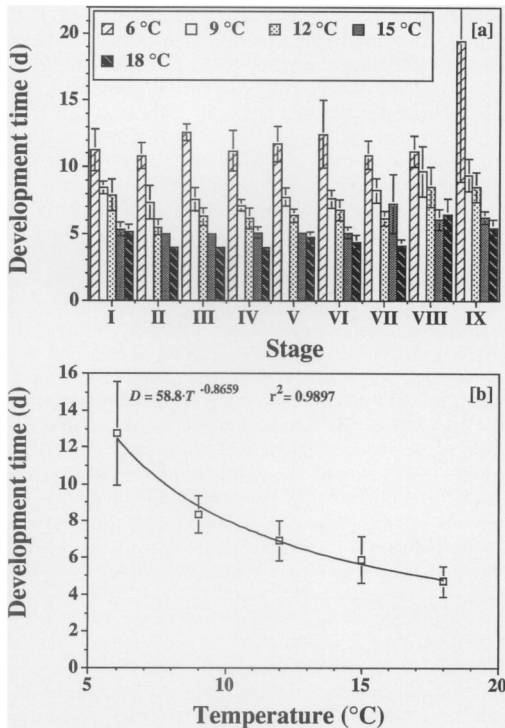 Development time (d)
20
15
10
5
0
6 °C
9 °C
12 °C
15 °C
18 °C
[a]
I
II
III
IV
V
VI
VII
VIII
IX
Stage
Development time (d)
16
14
12
10
8
6
4
2
0
D = 58.8·T -0.8659
r2 = 0.9897
[b]
5
10
15
20
Temperature (°C)